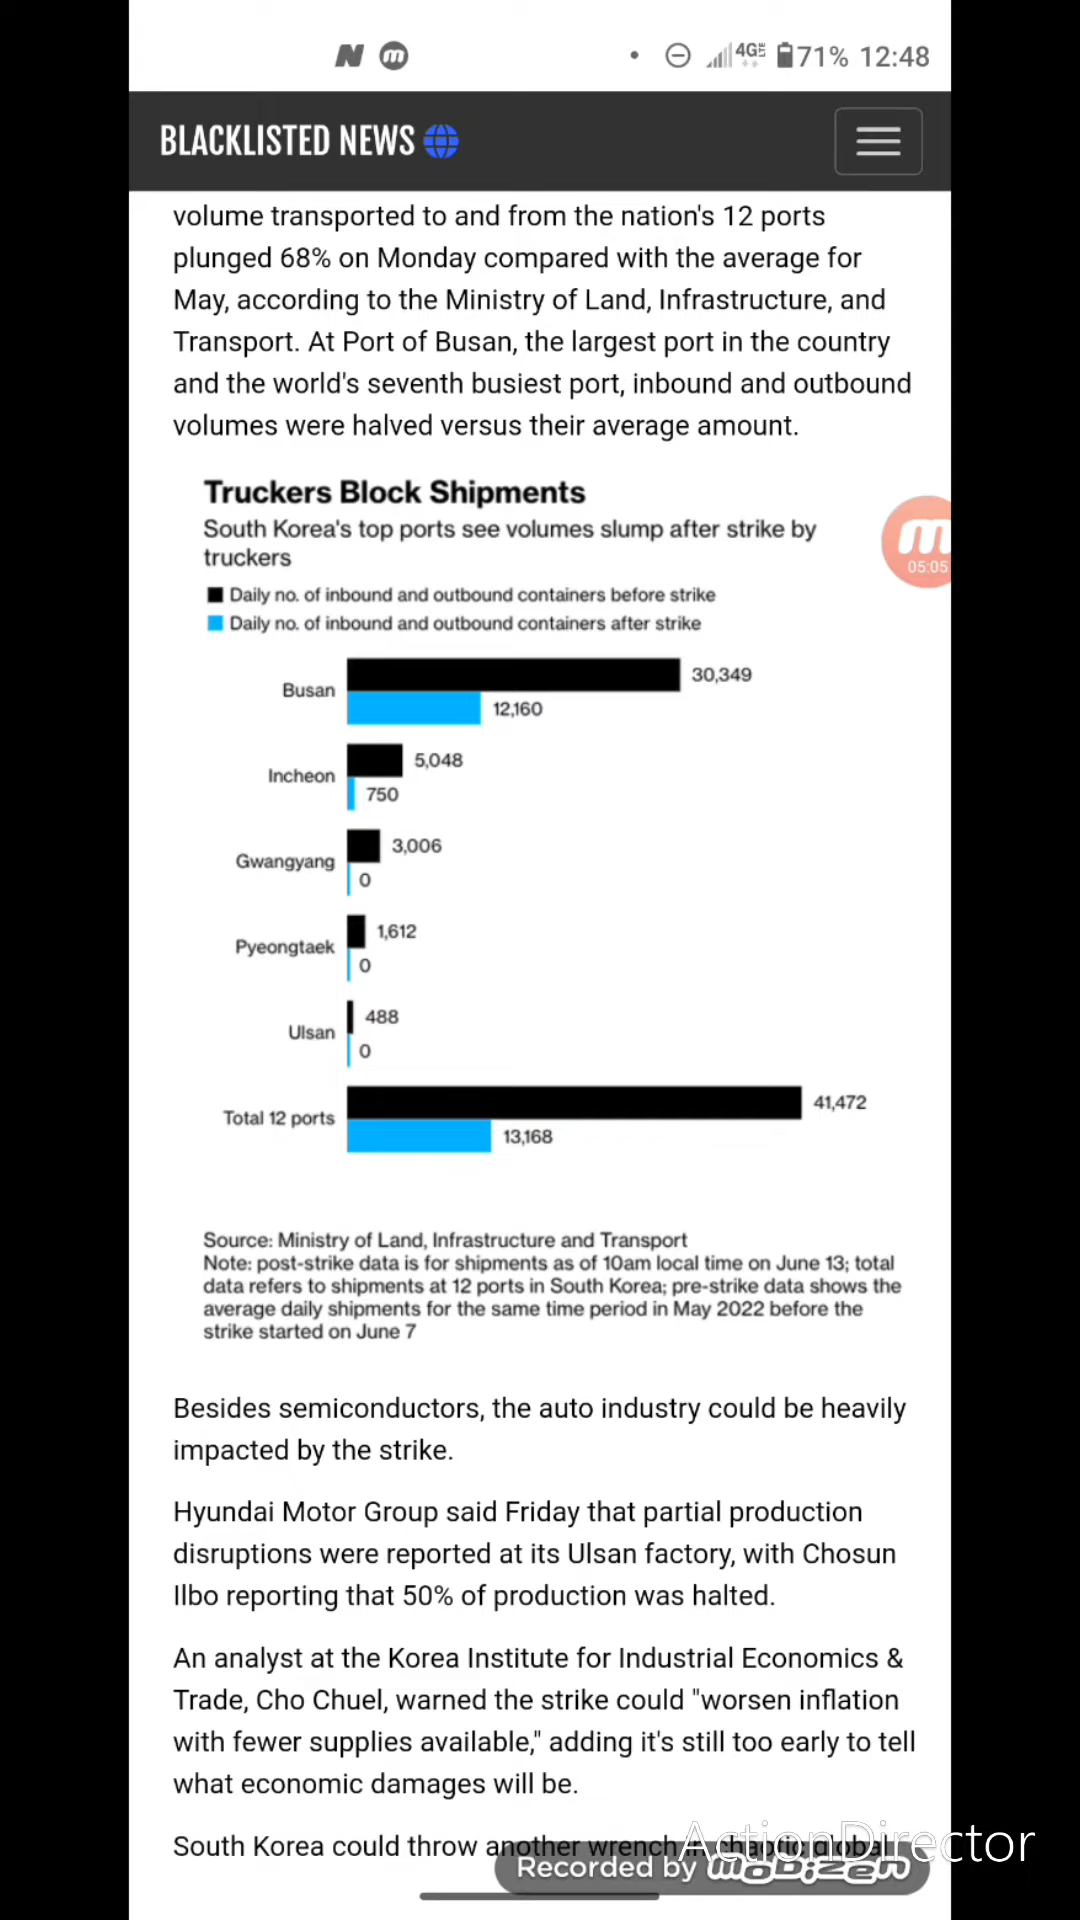 71% 12:48
BLACKLISTED NEWS
volume transported to and from the nation's 12 ports
plunged 68% on Monday compared with the average for
May, according to the Ministry of Land, Infrastructure, and
Transport. At Port of Busan, the largest port in the country
and the world's seventh busiest port, inbound and outbound
volumes were halved versus their average amount.
Truckers Block Shipments
South Korea's top ports see volumes slump after strike by
truckers
05:05
Daily no. of inbound and outbound containers before strike
Daily no. of inbound and outbound containers after strike
Busan 30,349
12,160
Incheon 5,048
750
Gwangyang 3,006
0
Pyeongtaek 1,612
0
Ulsan 488
0
Total 12 ports 41,472
13,168
Source: Ministry of Land, Infrastructure and Transport
Note: post-strike data is for shipments as of 10am local time on June 13; total
data refers to shipments at 12 ports in South Korea; pre-strike data shows the
average daily shipments for the same time period in May 2022 before the
strike started on June 7
Besides semiconductors, the auto industry could be heavily
impacted by the strike.
Hyundai Motor Group said Friday that partial production
disruptions were reported at its Ulsan factory, with Chosun
Ilbo reporting that 50% of production was halted.
An analyst at the Korea Institute for Industrial Economics &
Trade, Cho Chuel, warned the strike could "worsen inflation
with fewer supplies available," adding it's still too early to tell
what economic damages will be.
South Korea could throw another wrench in chaotic global
ActionDirector
Recorded by mobizen